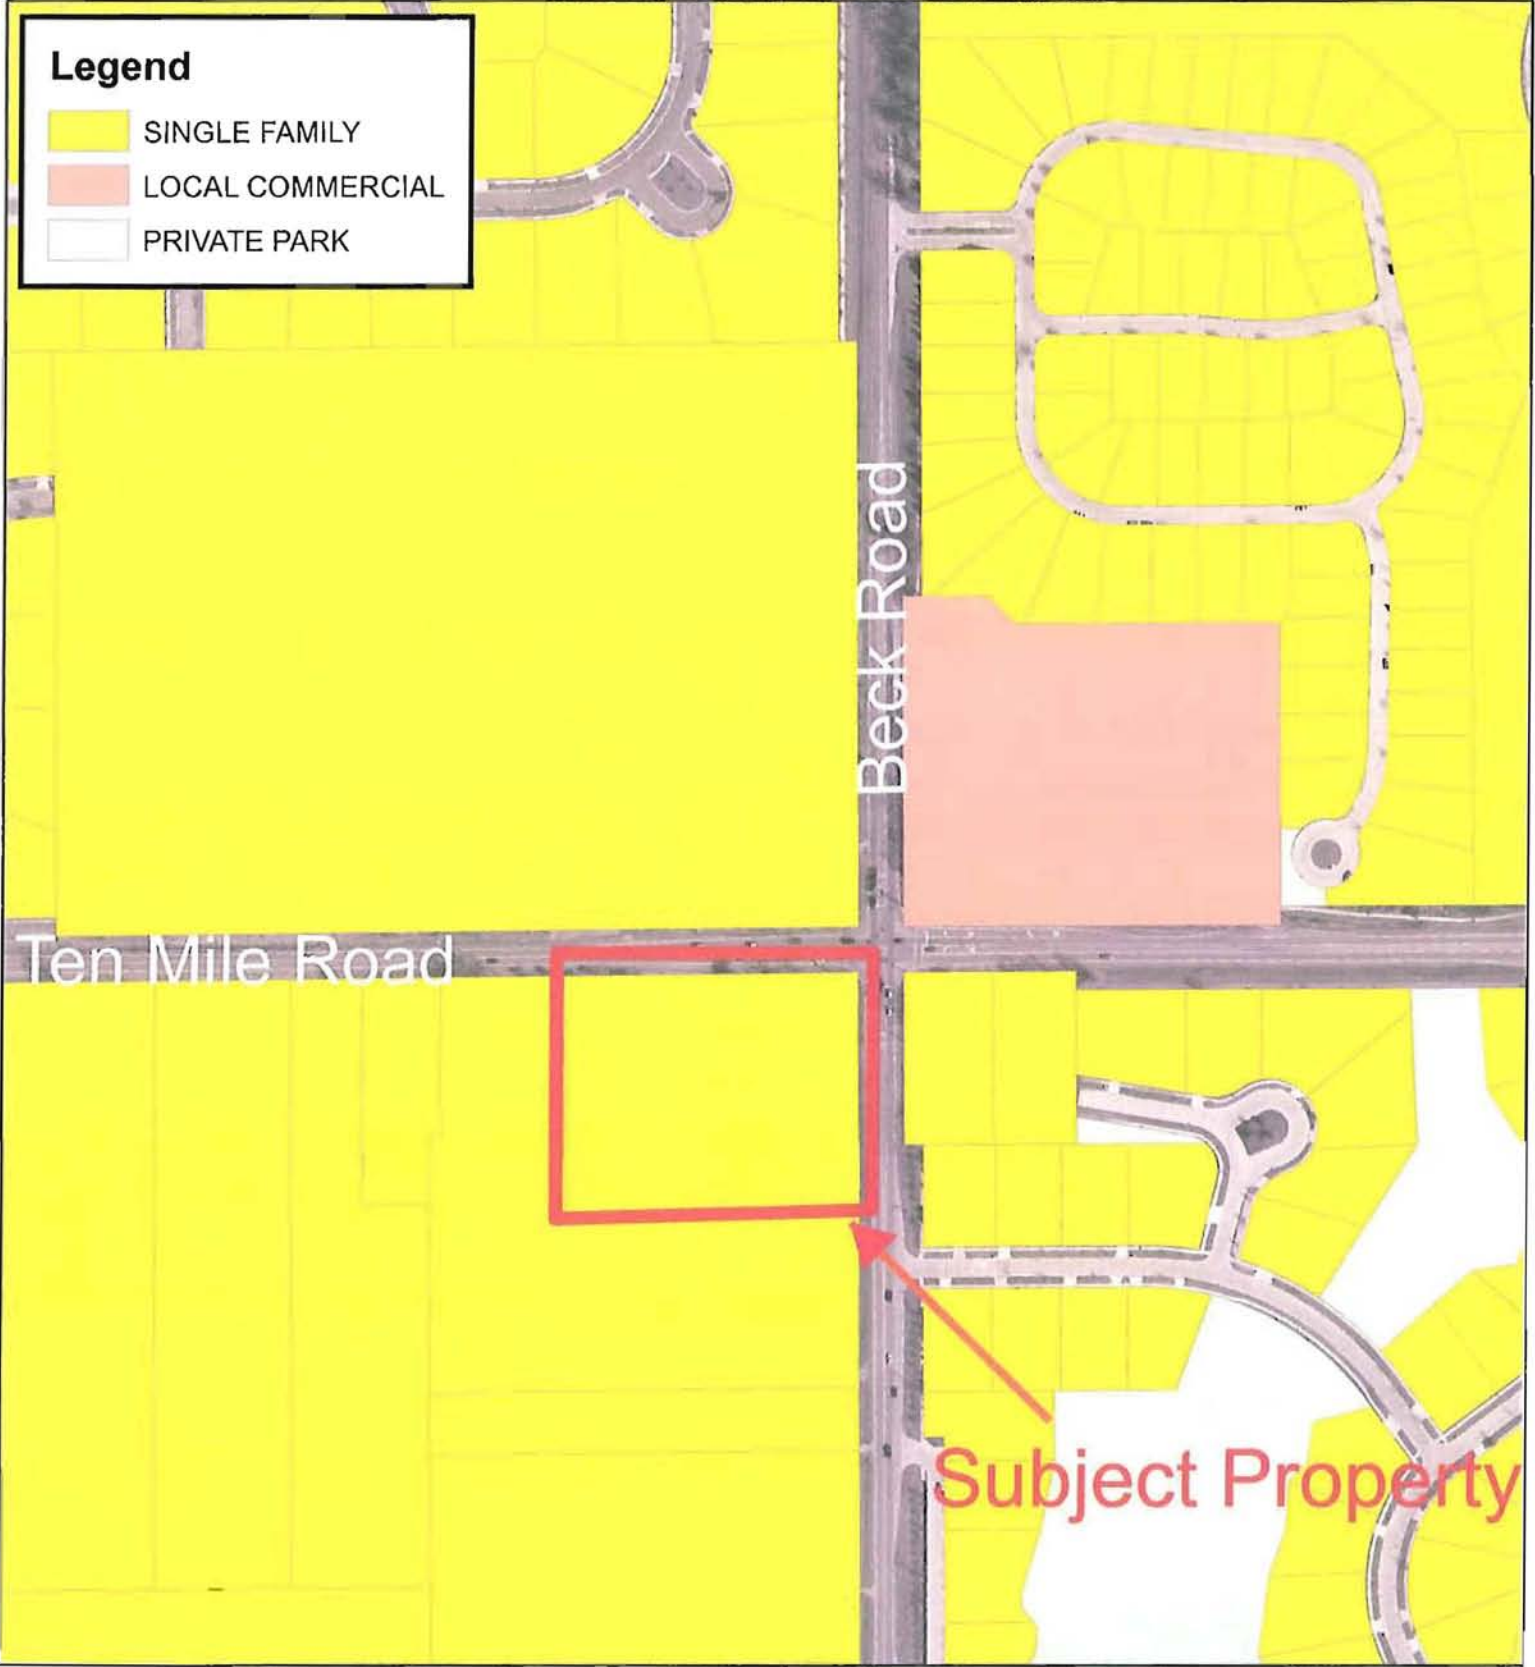 Legend
SINGLE FAMILY
LOCAL COMMERCIAL
PRIVATE PARK
Beck Road
Ten Mile Road
Subject Property